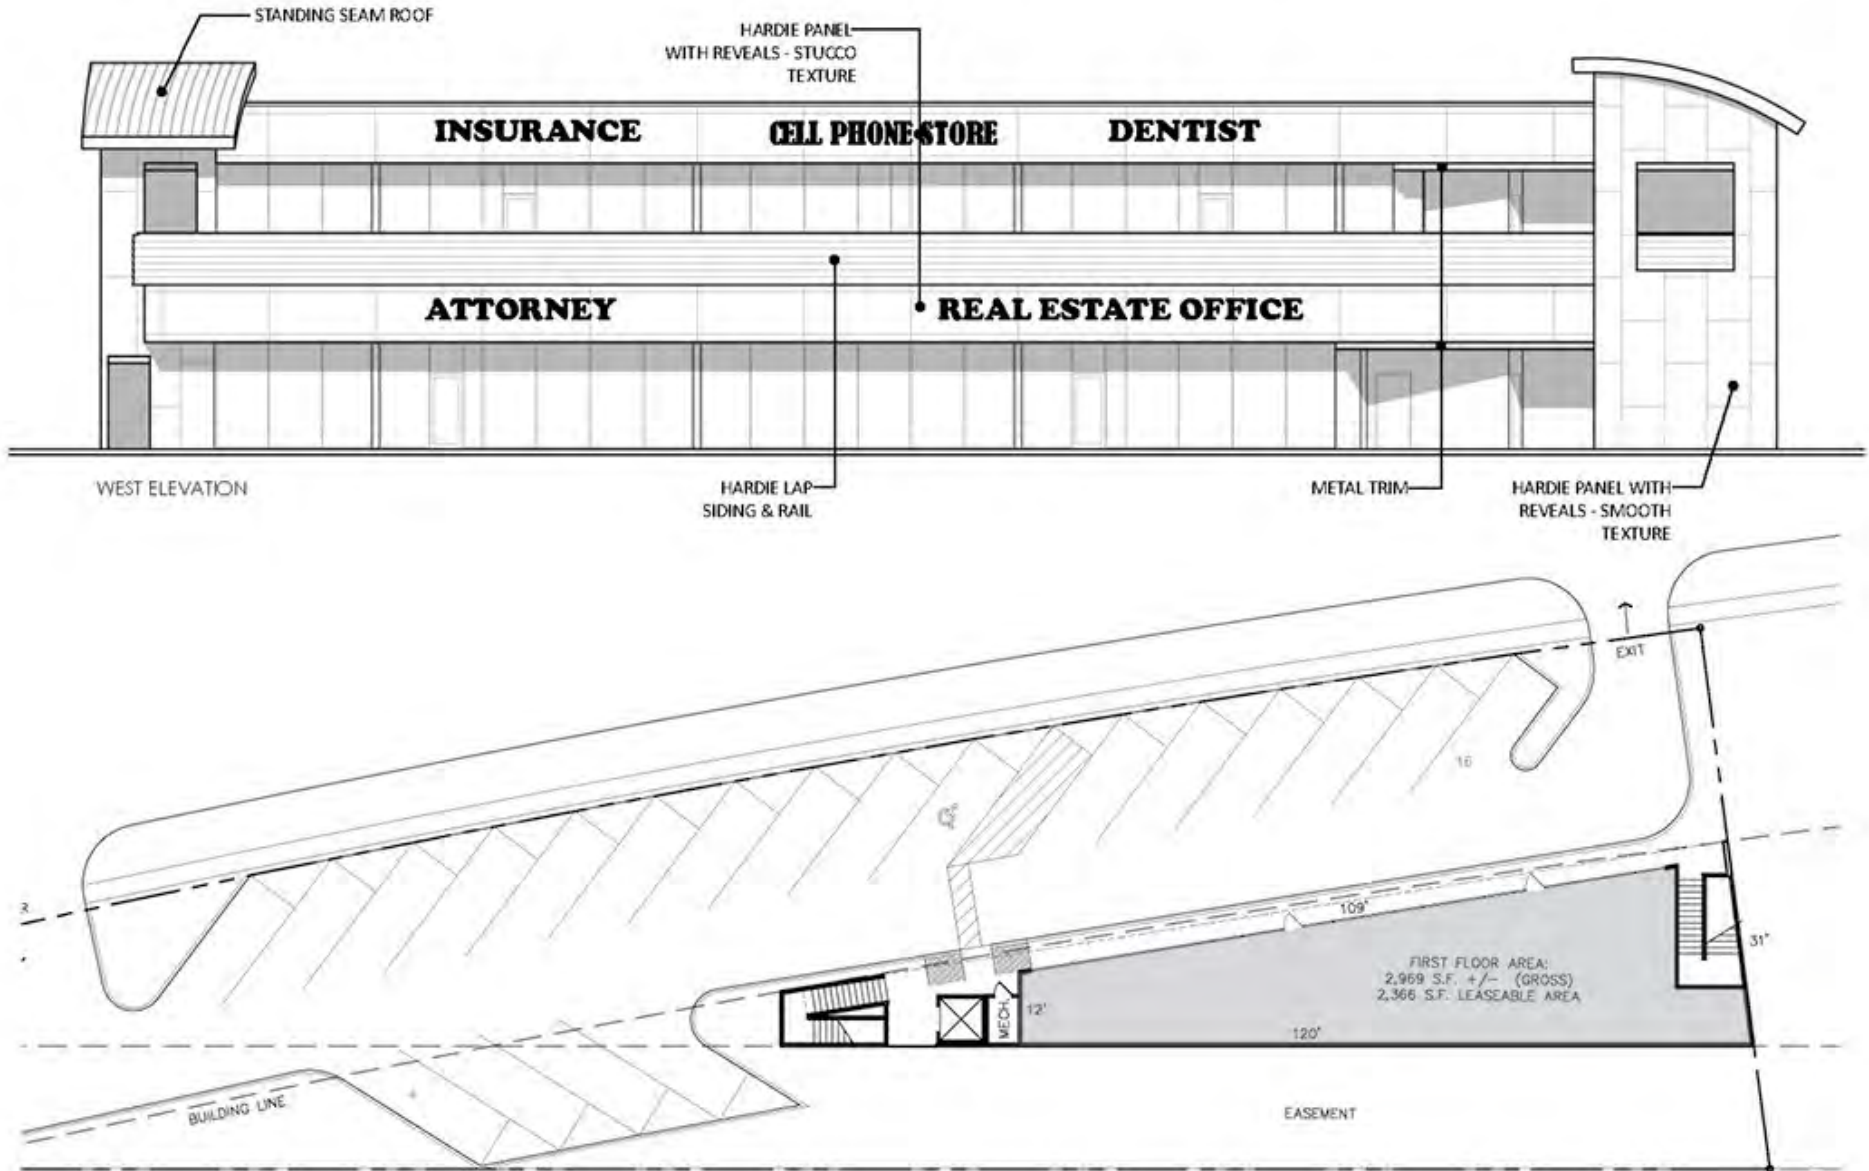 STANDING SEAM ROOF
HARDIE PANEL
WITH REVEALS - STUCCO
TEXTURE
INSURANCE
CELL PHONE STORE
DENTIST
ATTORNEY
REAL ESTATE OFFICE
WEST ELEVATION
HARDIE LAP
SIDING & RAIL
METAL TRIM
HARDIE PANEL WITH
REVEALS - SMOOTH
TEXTURE
EXIT
16
R
109'
31'
FIRST FLOOR AREA:
2,969 S.F. +/- (GROSS)
2,366 S.F. LEASEABLE AREA
MECH.
12'
120'
BUILDING LINE
EASEMENT